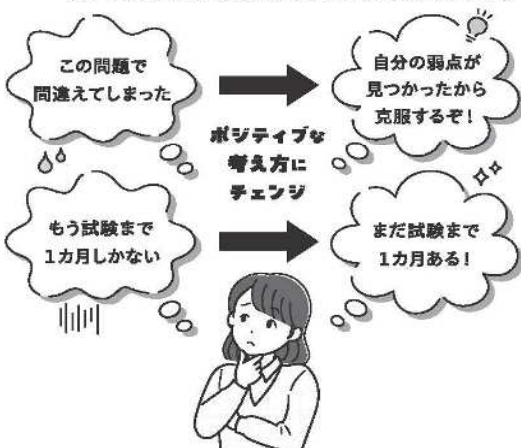 この問題で
間違えてしまった
自分の弱点が
見つかったから
克服するぞ!
ポジティブな
考え方に
チェンジ
もう試験まで
1カ月しかない
まだ試験まで
1カ月ある!